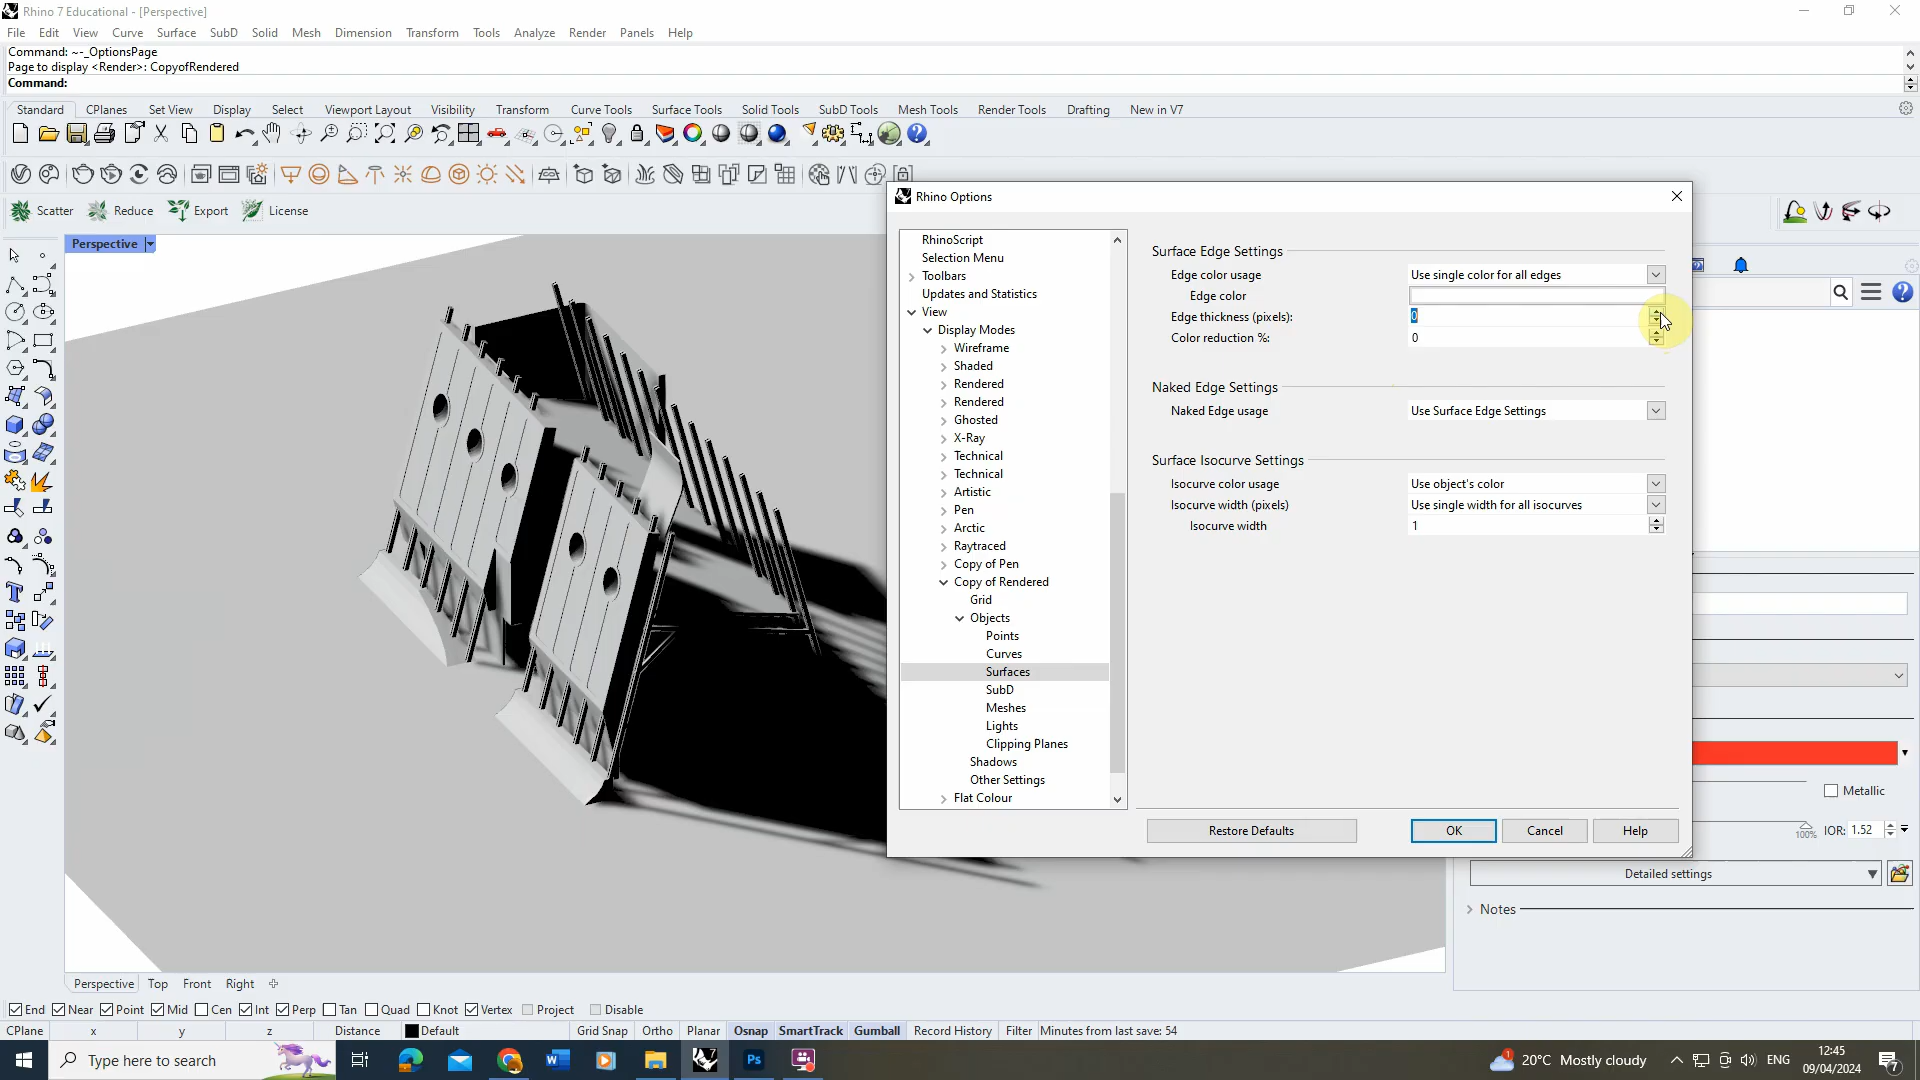 Rhino 7 Educational - [Perspective]
File Edit View Curve Surface SubD Solid Mesh Dimension Transform Tools Analyze Render Panels Help
Command: ~-_OptionsPage
Page to display <Render>: CopyofRendered
Command:
Standard CPlanes Set View Display Select Viewport Layout Visibility Transform Curve Tools Surface Tools Solid Tools SubD Tools Mesh Tools Render Tools Drafting New in V7
Scatter Reduce Export License
Perspective
Rhino Options
RhinoScript
Selection Menu
Toolbars
Updates and Statistics
View
Display Modes
Wireframe
Shaded
Rendered
Rendered
Ghosted
X-Ray
Technical
Technical
Artistic
Pen
Arctic
Raytraced
Copy of Pen
Copy of Rendered
Grid
Objects
Points
Curves
Surfaces
SubD
Meshes
Lights
Clipping Planes
Shadows
Other Settings
Flat Colour
Surface Edge Settings
Edge color usage Use single color for all edges
Edge color
Edge thickness (pixels): 0
Color reduction %: 0
Naked Edge Settings
Naked Edge usage Use Surface Edge Settings
Surface Isocurve Settings
Isocurve color usage Use object's color
Isocurve width (pixels) Use single width for all isocurves
Isocurve width 1
Restore Defaults OK Cancel Help
Metallic
100% IOR: 1.52
Detailed settings
Notes
Perspective Top Front Right
End Near Point Mid Cen Int Perp Tan Quad Knot Vertex Project Disable
CPlane x y z Distance Default Grid Snap Ortho Planar Osnap SmartTrack Gumball Record History Filter Minutes from last save: 54
Type here to search
W
Ps
20°C Mostly cloudy
ENG
12:45
09/04/2024
7